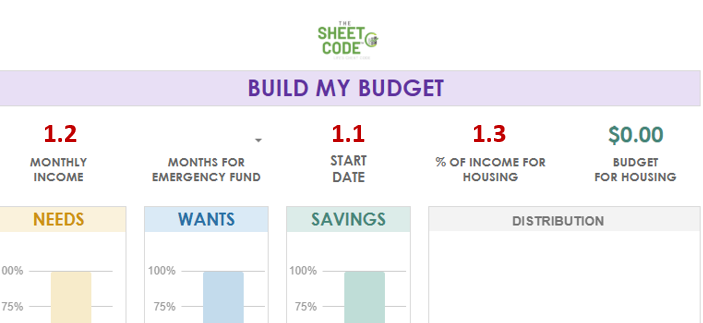 THE
SHEET
CODE
BUILD MY BUDGET
1.2
1.1
1.3
$0.00
MONTHLY
INCOME
MONTHS FOR
EMERGENCY FUND
START
DATE
% OF INCOME FOR
HOUSING
BUDGET
FOR HOUSING
NEEDS
WANTS
SAVINGS
DISTRIBUTION
00%
100%
100%
75%
75%
75%